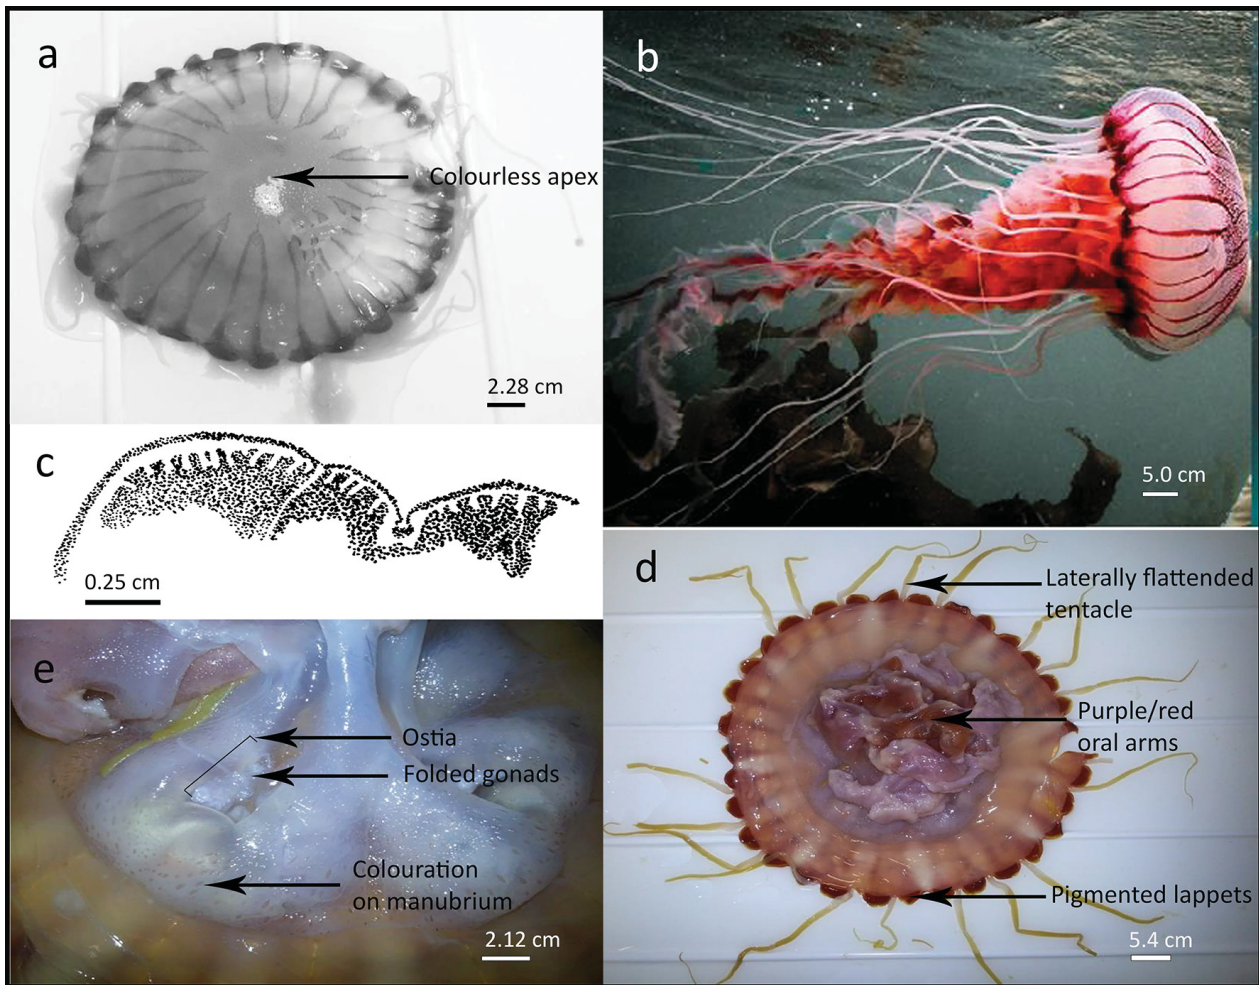 a
Colourless apex
2.28 cm
b
5.0 cm
c
0.25 cm
d
Laterally flattended
tentacle
Purple/red
oral arms
Pigmented lappets
5.4 cm
e
Ostia
Folded gonads
Colouration
on manubrium
2.12 cm